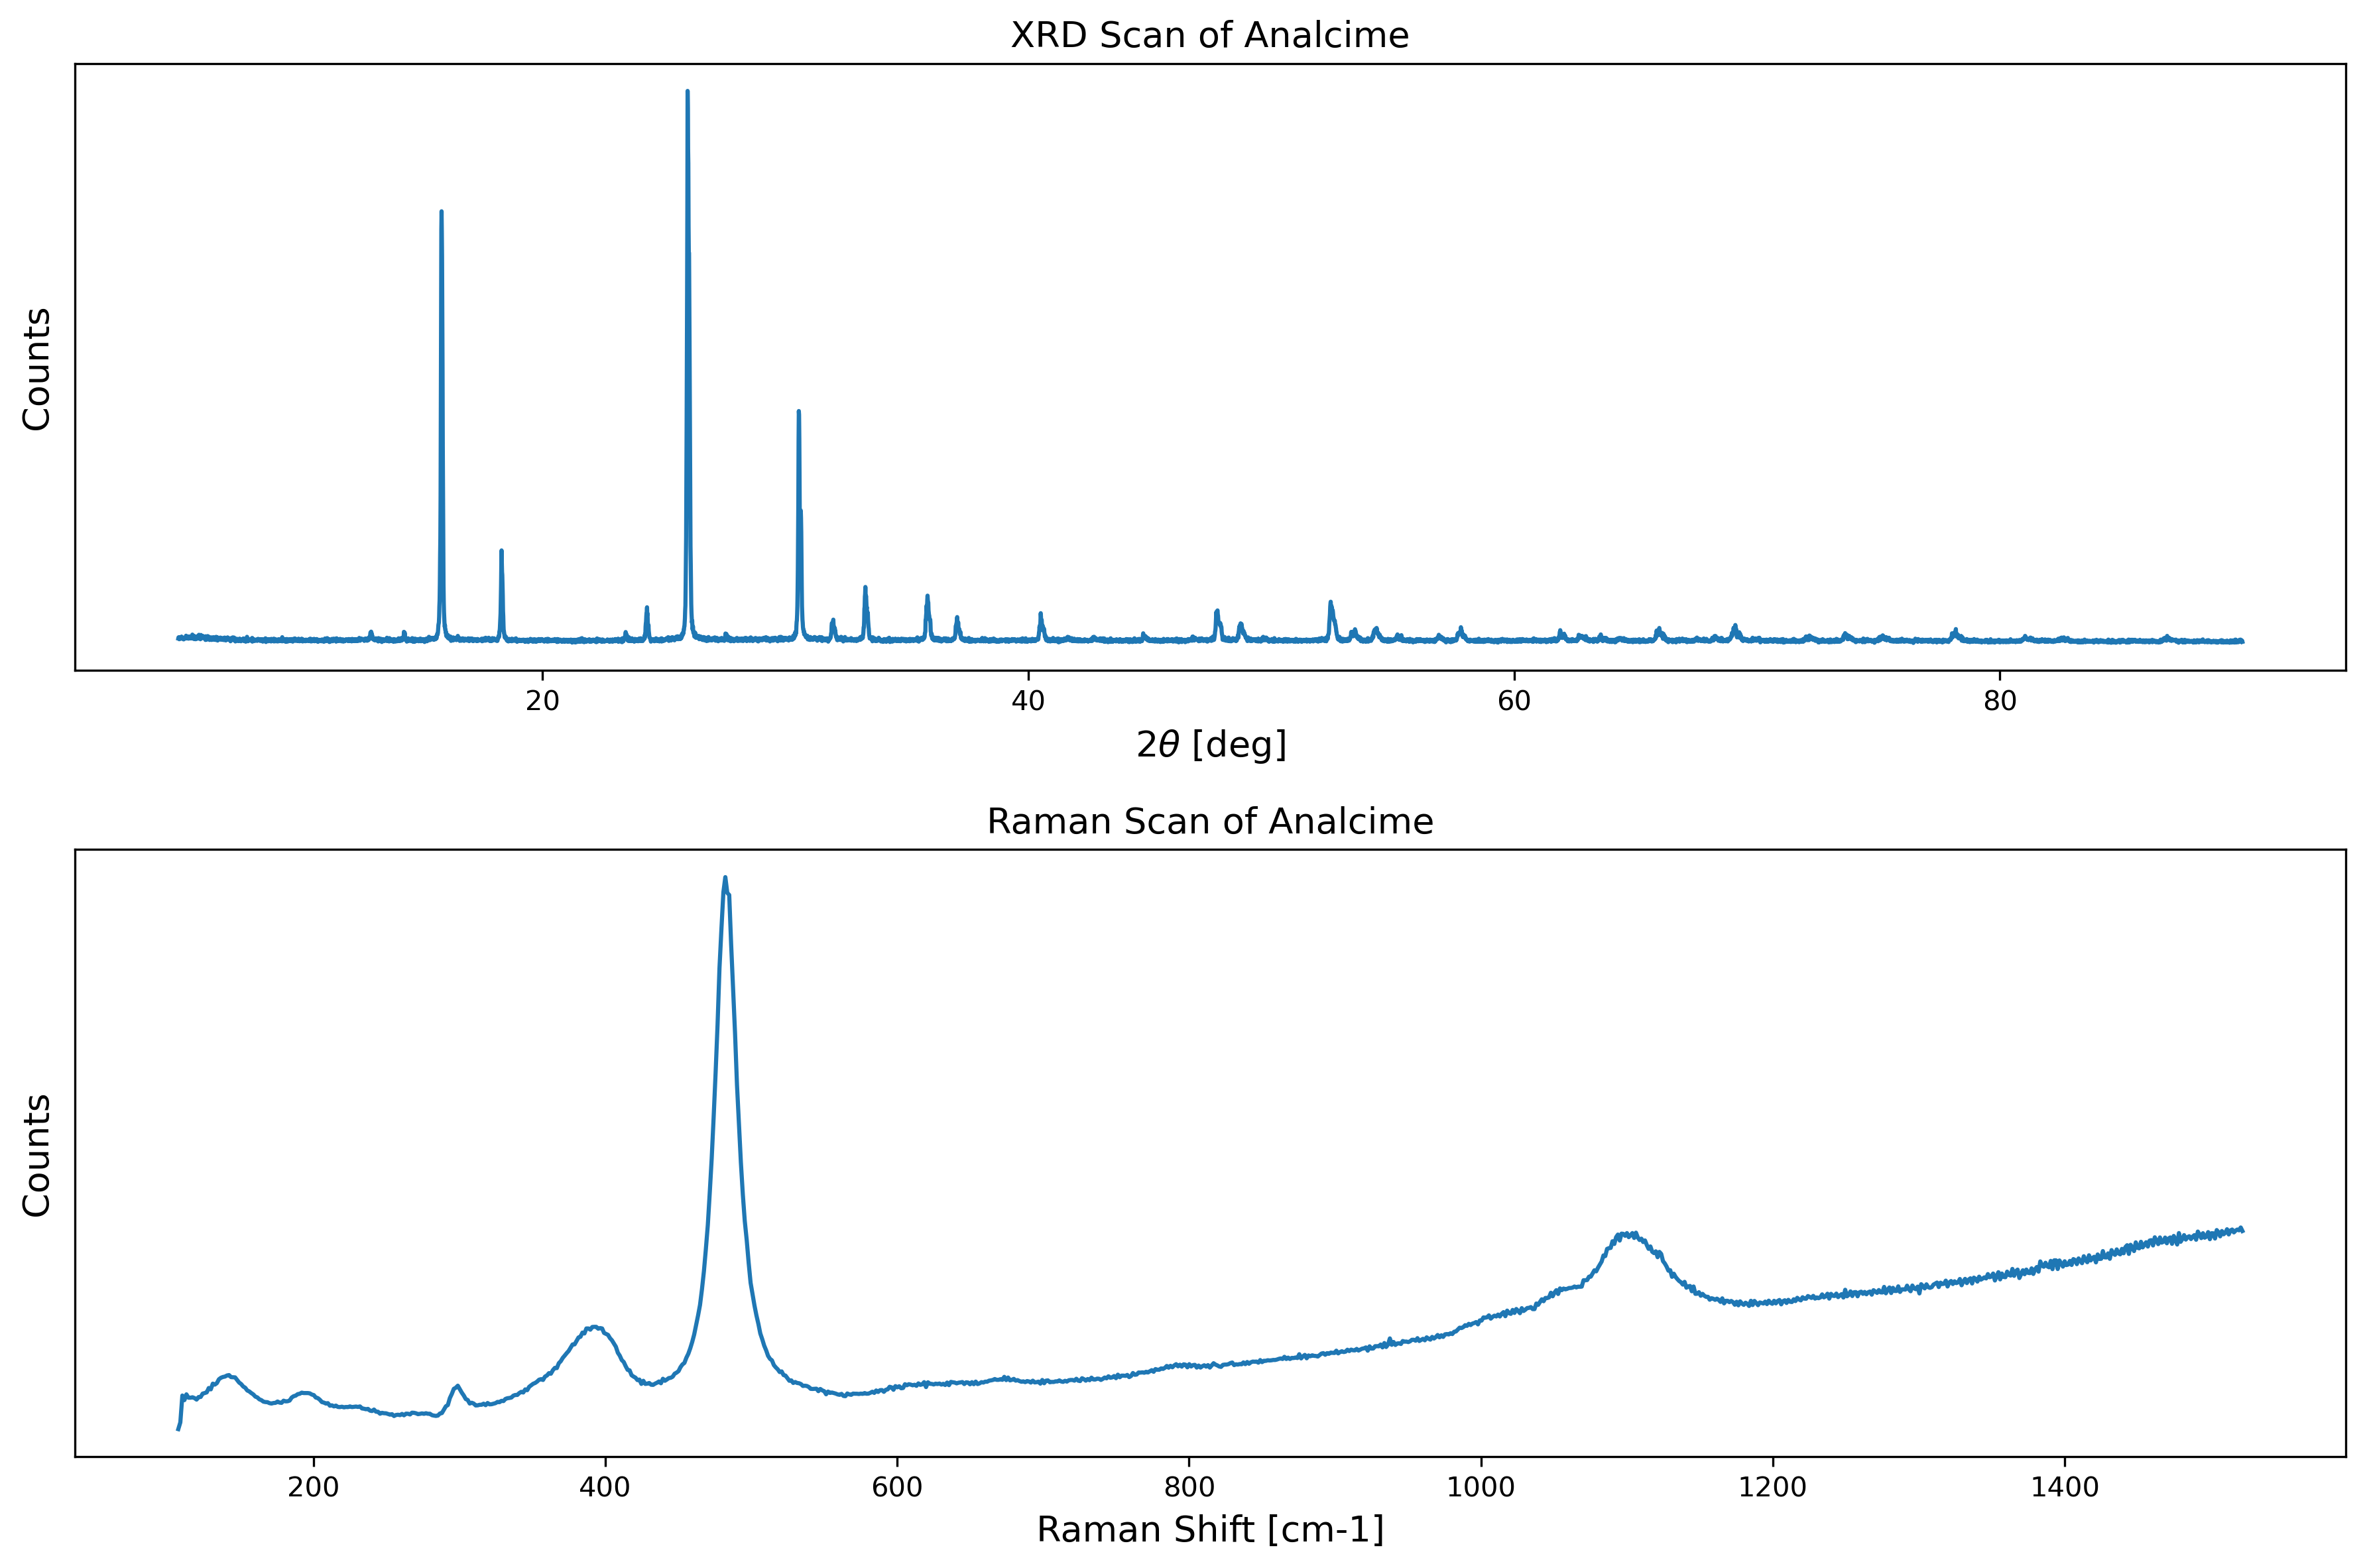 XRD Scan of Analcime
Counts
20 40 60 80
2θ [deg]
Raman Scan of Analcime
Counts
200 400 600 800 1000 1200 1400
Raman Shift [cm-1]